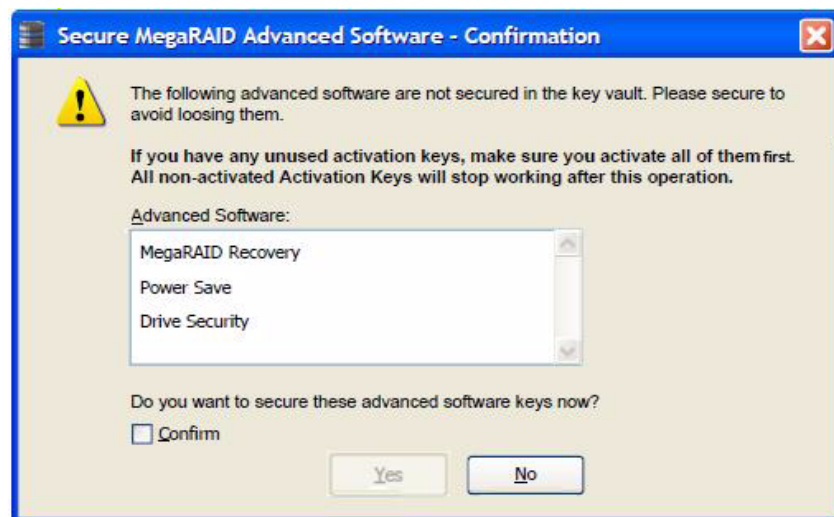 Secure MegaRAID Advanced Software - Confirmation
The following advanced software are not secured in the key vault. Please secure to
avoid loosing them.
If you have any unused activation keys, make sure you activate all of them first.
All non-activated Activation Keys will stop working after this operation.
Advanced Software:
MegaRAID Recovery
Power Save
Drive Security
Do you want to secure these advanced software keys now?
Confirm
Yes
No